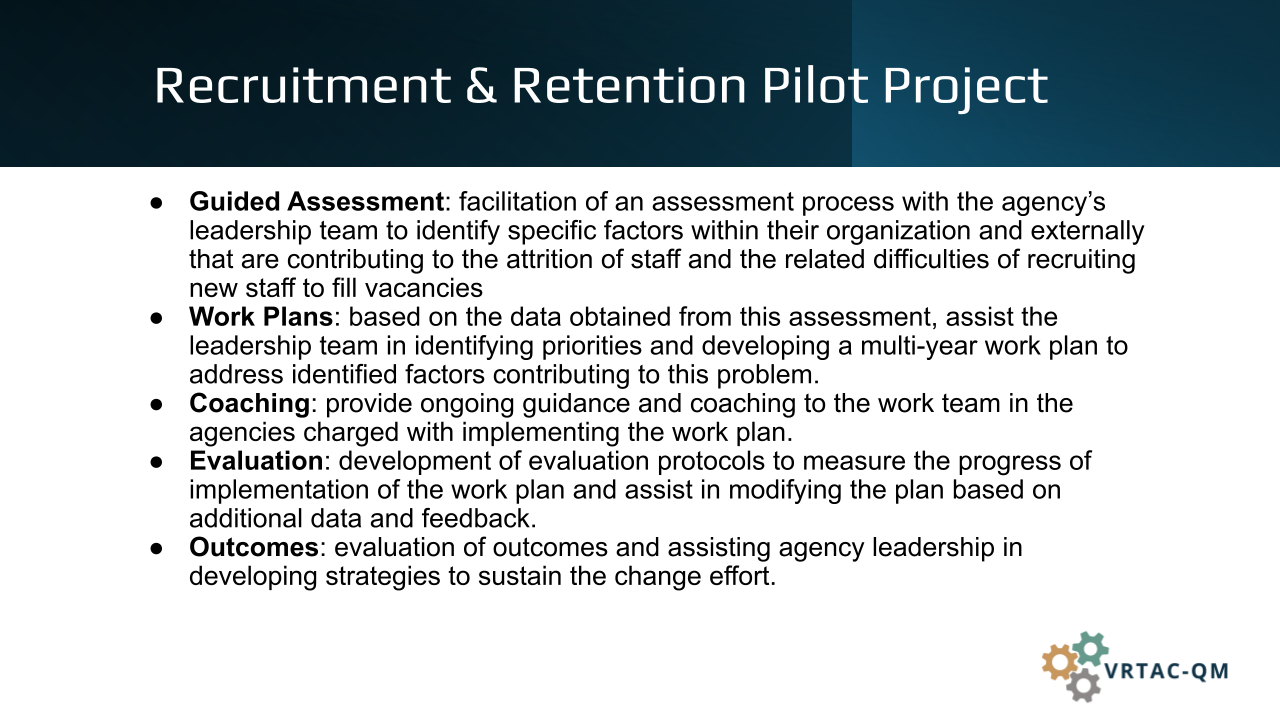 Recruitment & Retention Pilot Project
● Guided Assessment: facilitation of an assessment process with the agency’s
leadership team to identify specific factors within their organization and externally
that are contributing to the attrition of staff and the related difficulties of recruiting
new staff to fill vacancies
● Work Plans: based on the data obtained from this assessment, assist the
leadership team in identifying priorities and developing a multi-year work plan to
address identified factors contributing to this problem.
● Coaching: provide ongoing guidance and coaching to the work team in the
agencies charged with implementing the work plan.
● Evaluation: development of evaluation protocols to measure the progress of
implementation of the work plan and assist in modifying the plan based on
additional data and feedback.
● Outcomes: evaluation of outcomes and assisting agency leadership in
developing strategies to sustain the change effort.
VRTAC-QM